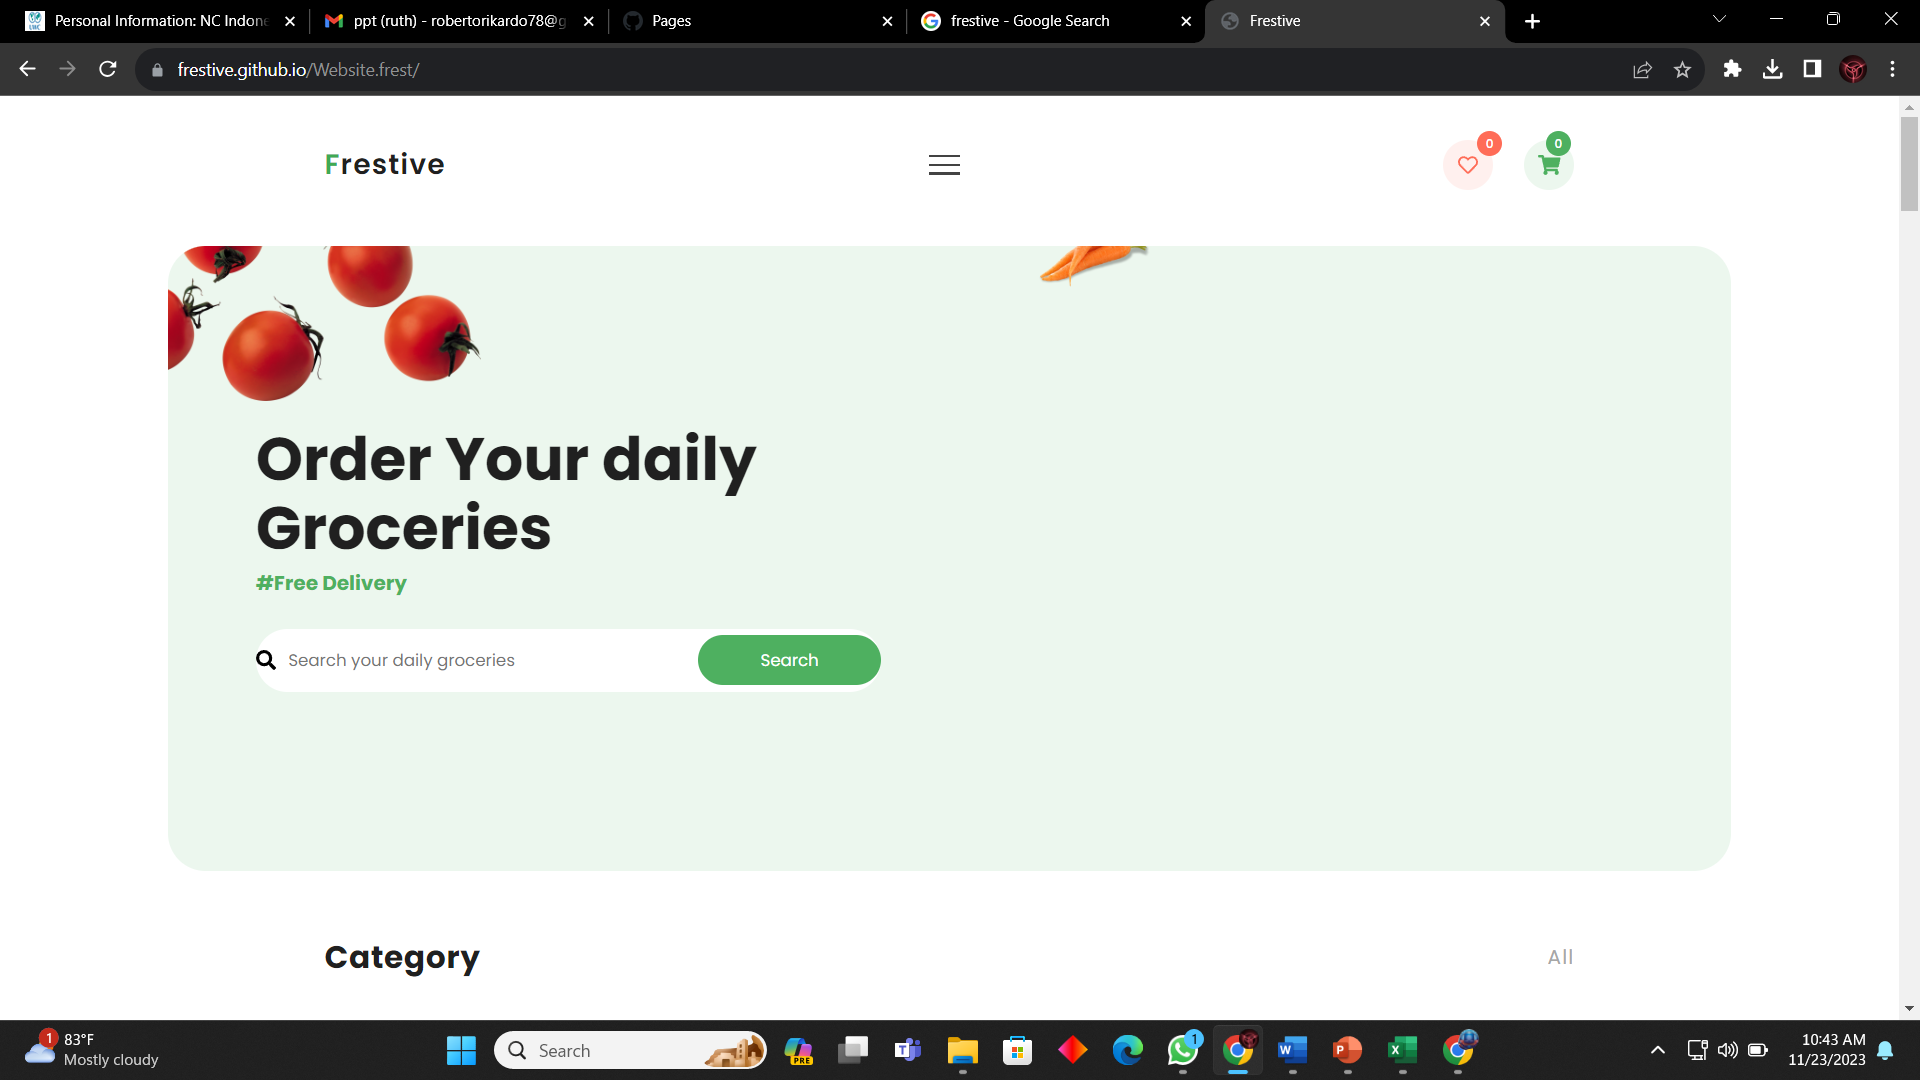 Personal Information: NC Indone
ppt (ruth) - robertorikardo78@g
Pages
frestive - Google Search
Frestive
frestive.github.io/Website.frest/
Frestive
0
0
Order Your daily
Groceries
#Free Delivery
Search your daily groceries
Search
Category
All
1
83°F
Mostly cloudy
Search
PRE
1
10:43 AM
11/23/2023